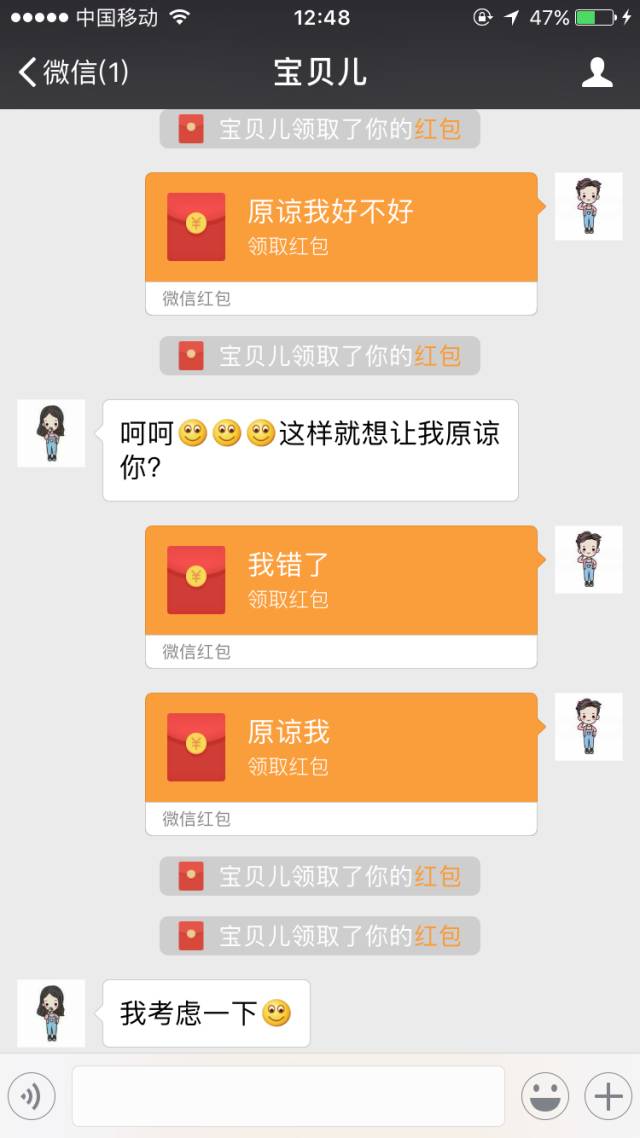 中国移动 12:48 47%
微信(1) 宝贝儿
宝贝儿领取了你的红包
原谅我好不好
领取红包
微信红包
宝贝儿领取了你的红包
呵呵这样就想让我原谅
你?
我错了
领取红包
微信红包
原谅我
领取红包
微信红包
宝贝儿领取了你的红包
宝贝儿领取了你的红包
我考虑一下